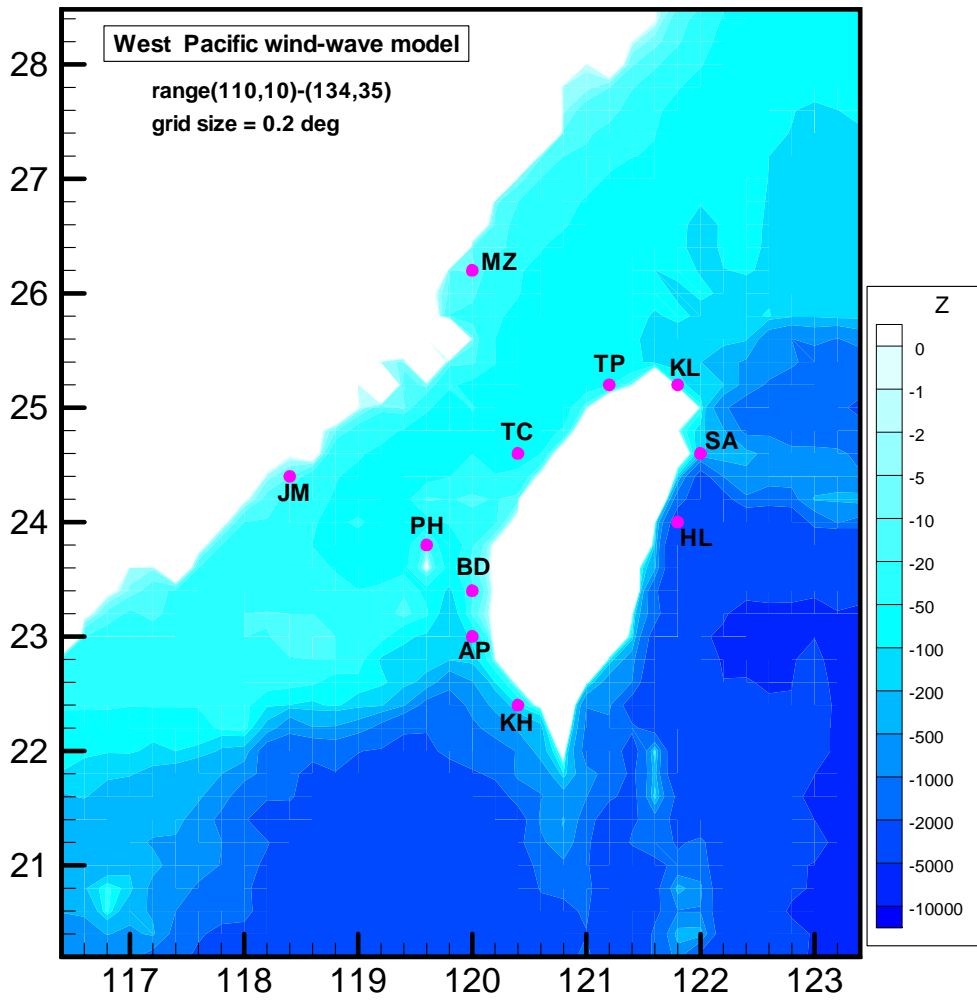 West Pacific wind-wave model
range(110,10)-(134,35)
grid size = 0.2 deg
28
27
26
25
24
23
22
21
117 118 119 120 121 122 123
MZ
TP
KL
TC
SA
JM
PH
HL
BD
AP
KH
Z
0
-1
-2
-5
-20
-50
-100
-200
-500
-1000
-2000
-5000
-10000